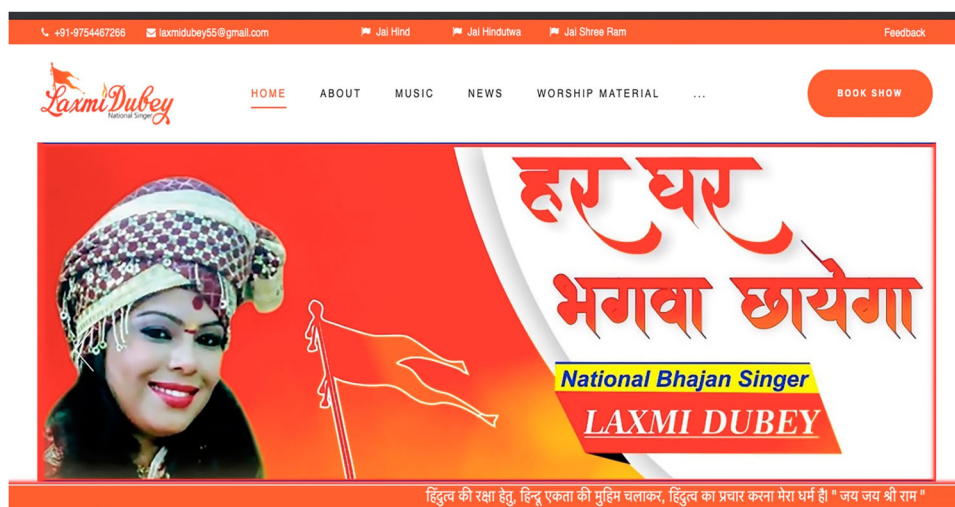 +91-9754467266 laxmidubey55@gmail.com Jai Hind Jai Hindutwa Jai Shree Ram Feedback
Laxmi Dubey
National Singer
HOME ABOUT MUSIC NEWS WORSHIP MATERIAL ... BOOK SHOW
हर घर
भगवा छायेगा
National Bhajan Singer
LAXMI DUBEY
हिंदुत्व की रक्षा हेतु, हिन्दू एकता की मुहिम चलाकर, हिंदुत्व का प्रचार करना मेरा धर्म है। " जय जय श्री राम "